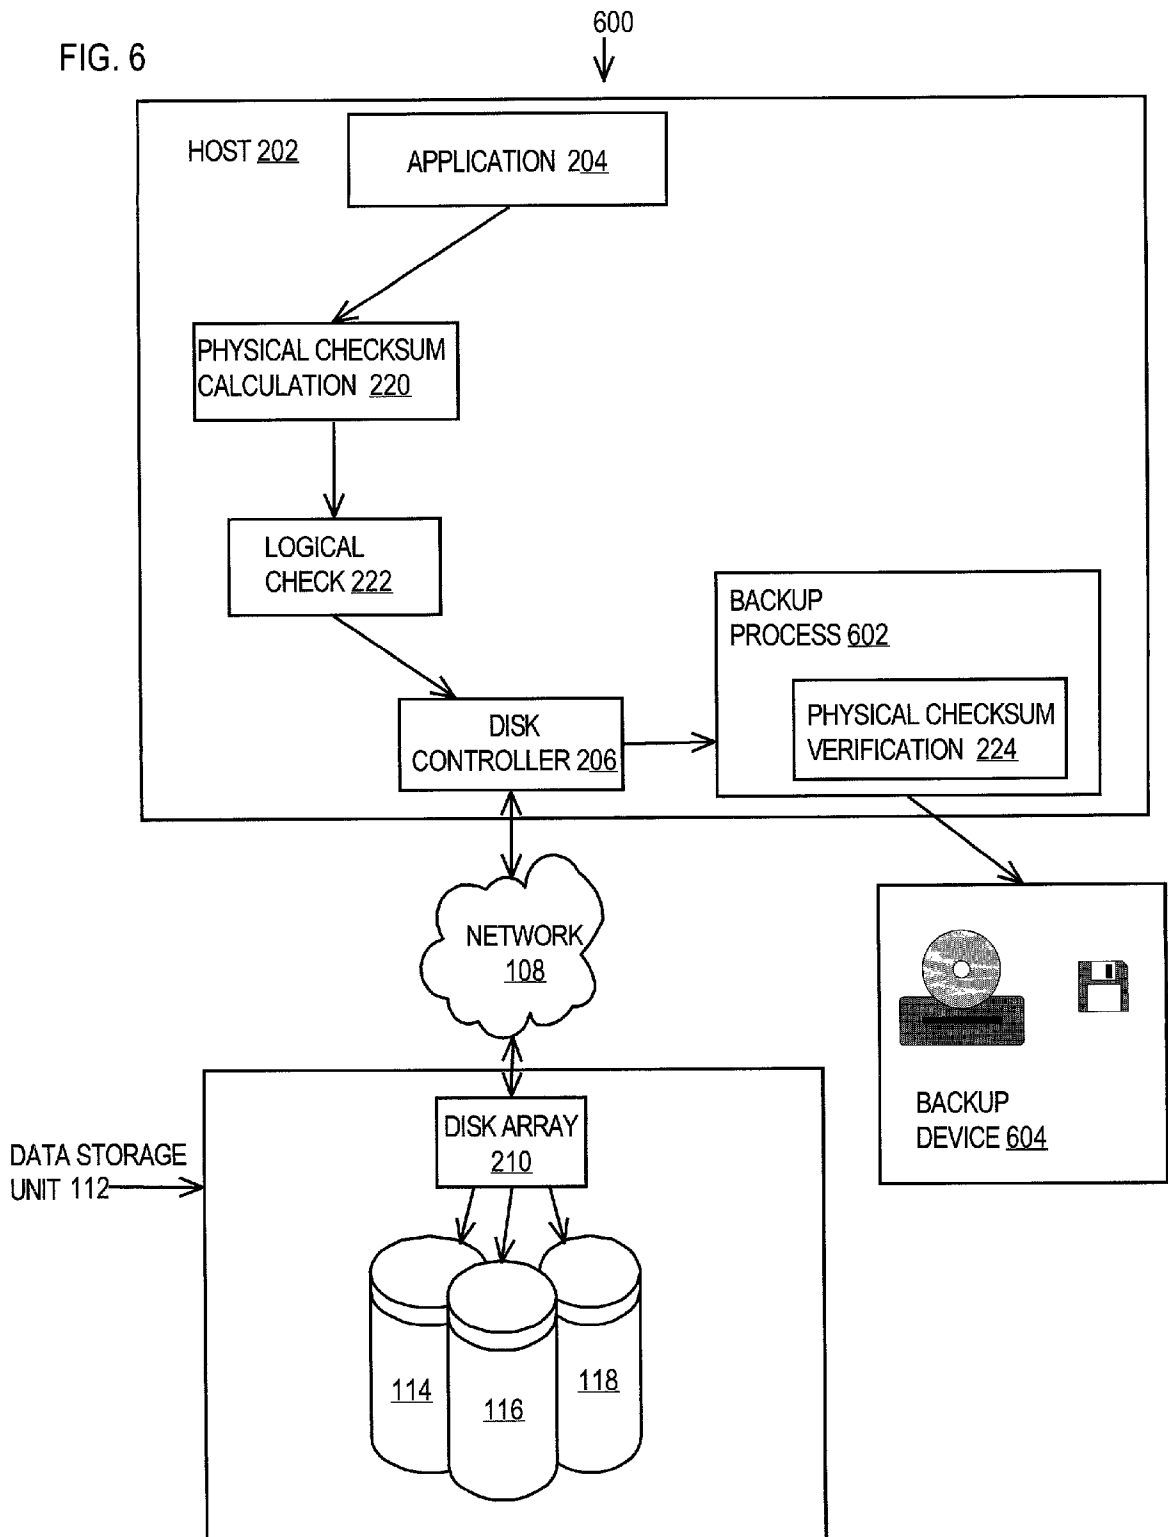 600
FIG. 6
HOST 202
APPLICATION 204
PHYSICAL CHECKSUM
CALCULATION 220
LOGICAL
CHECK 222
BACKUP
PROCESS 602
PHYSICAL CHECKSUM
VERIFICATION 224
DISK
CONTROLLER 206
NETWORK
108
BACKUP
DEVICE 604
DISK ARRAY
210
DATA STORAGE
UNIT 112
114
116
118